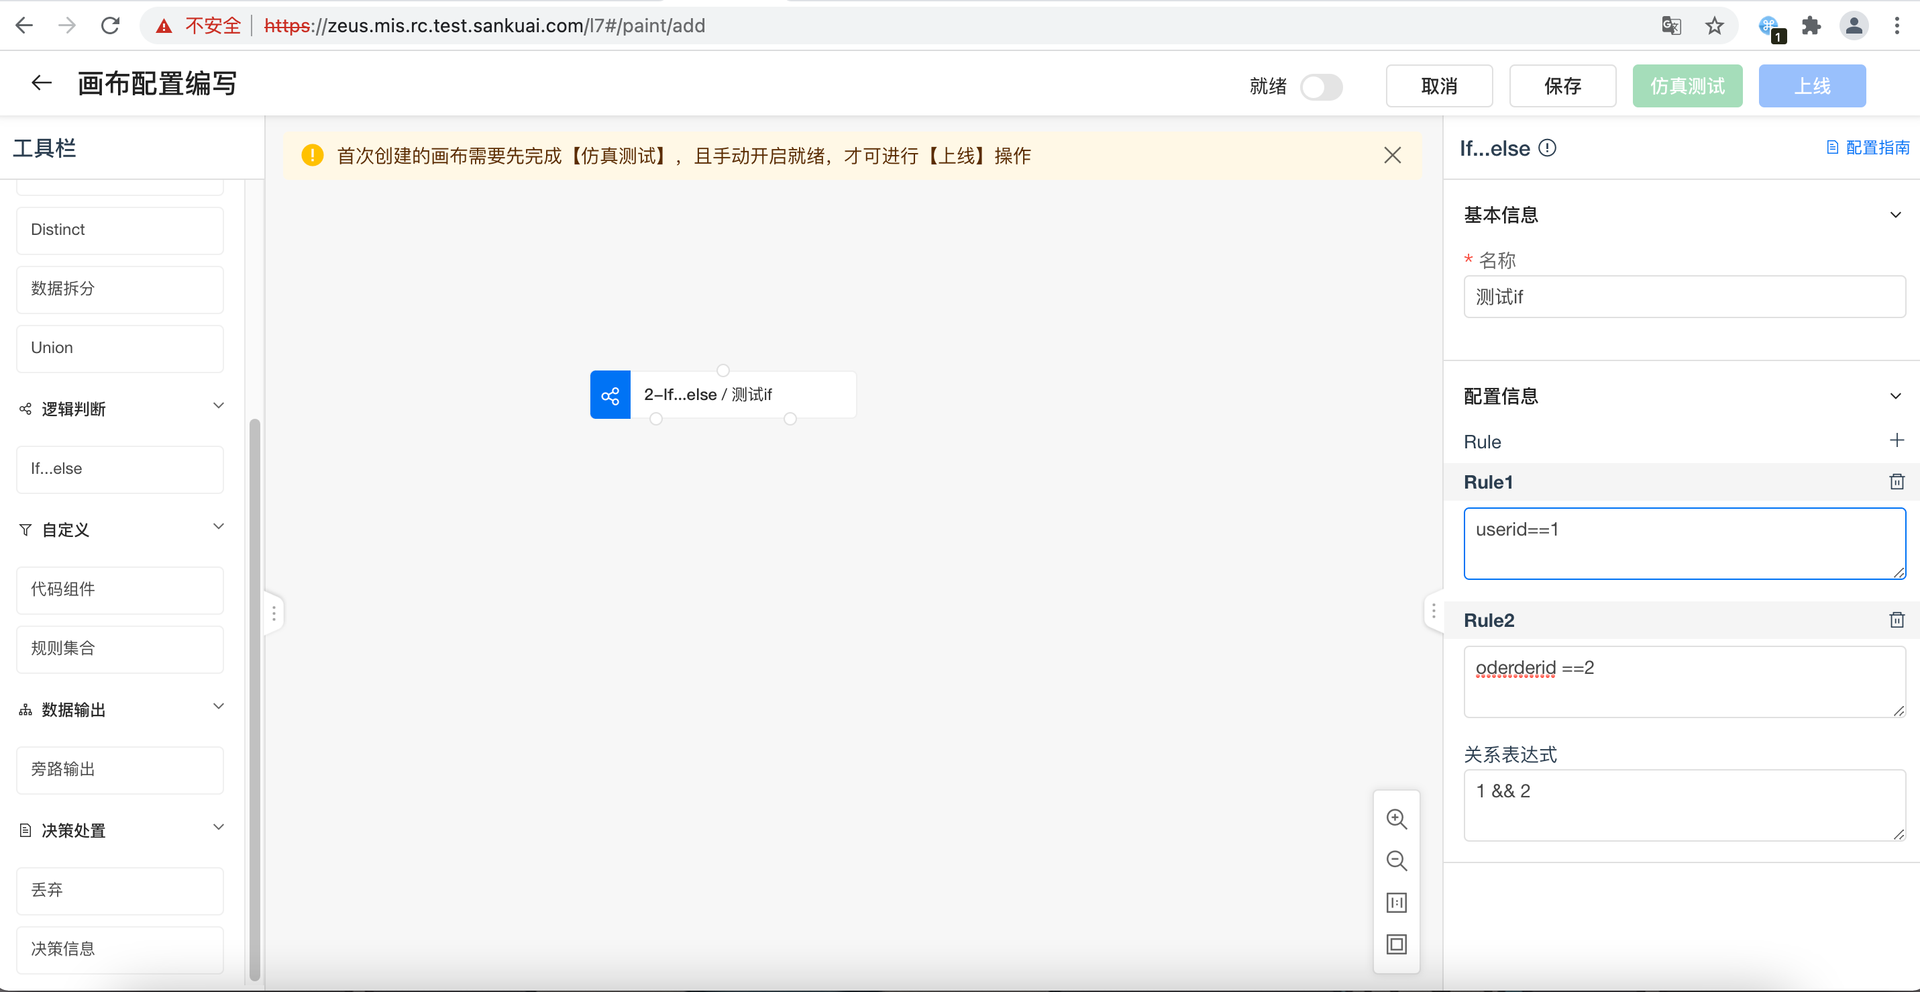 不安全
https://zeus.mis.rc.test.sankuai.com/l7#/paint/add
1
画布配置编写
就绪
取消
保存
仿真测试
上线
工具栏
Distinct
数据拆分
Union
逻辑判断
If...else
自定义
代码组件
规则集合
数据输出
旁路输出
决策处置
丢弃
决策信息
首次创建的画布需要先完成【仿真测试】，且手动开启就绪，才可进行【上线】操作
2-If...else / 测试if
If...else
配置指南
基本信息
* 名称
测试if
配置信息
Rule
Rule1
userid==1
Rule2
oderderid ==2
关系表达式
1 && 2